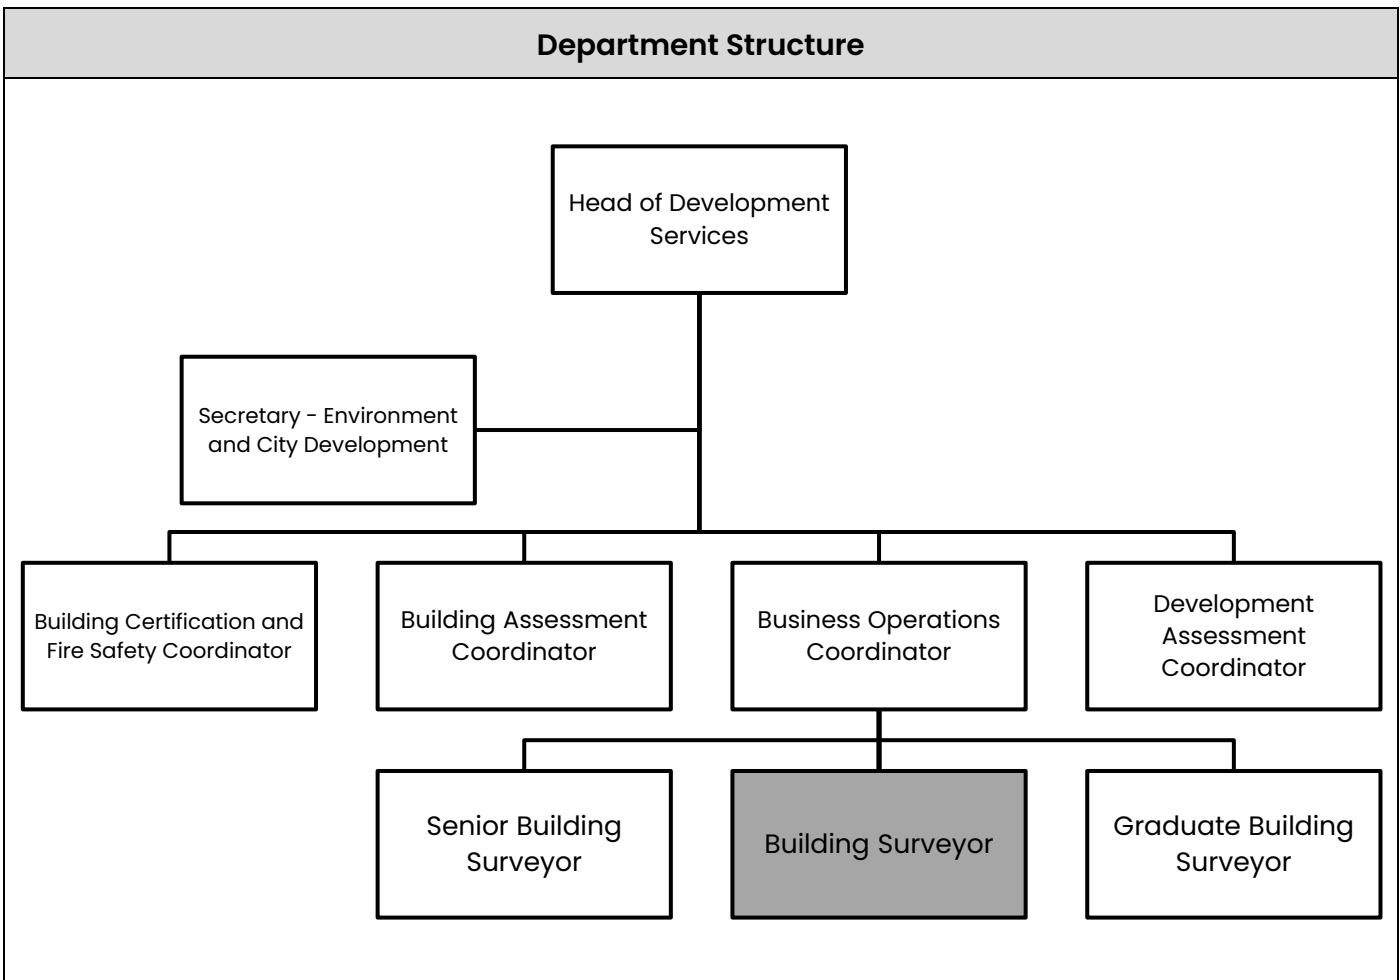 Department Structure
Head of Development
Services
Secretary - Environment
and City Development
Building Certification and
Fire Safety Coordinator
Building Assessment
Coordinator
Business Operations
Coordinator
Development
Assessment
Coordinator
Senior Building
Surveyor
Building Surveyor
Graduate Building
Surveyor